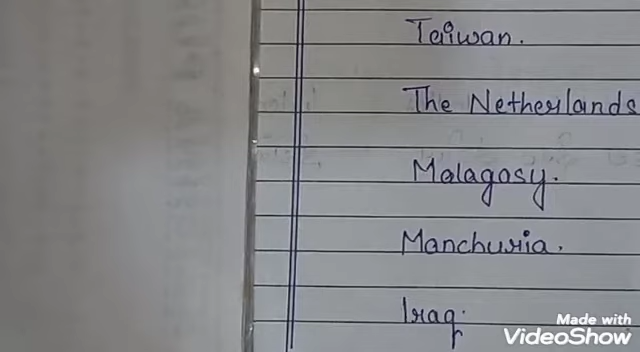 Taiwan.
The Netherlands
Malagasy.
Manchuria.
Iraq.
Made with
VideoShow